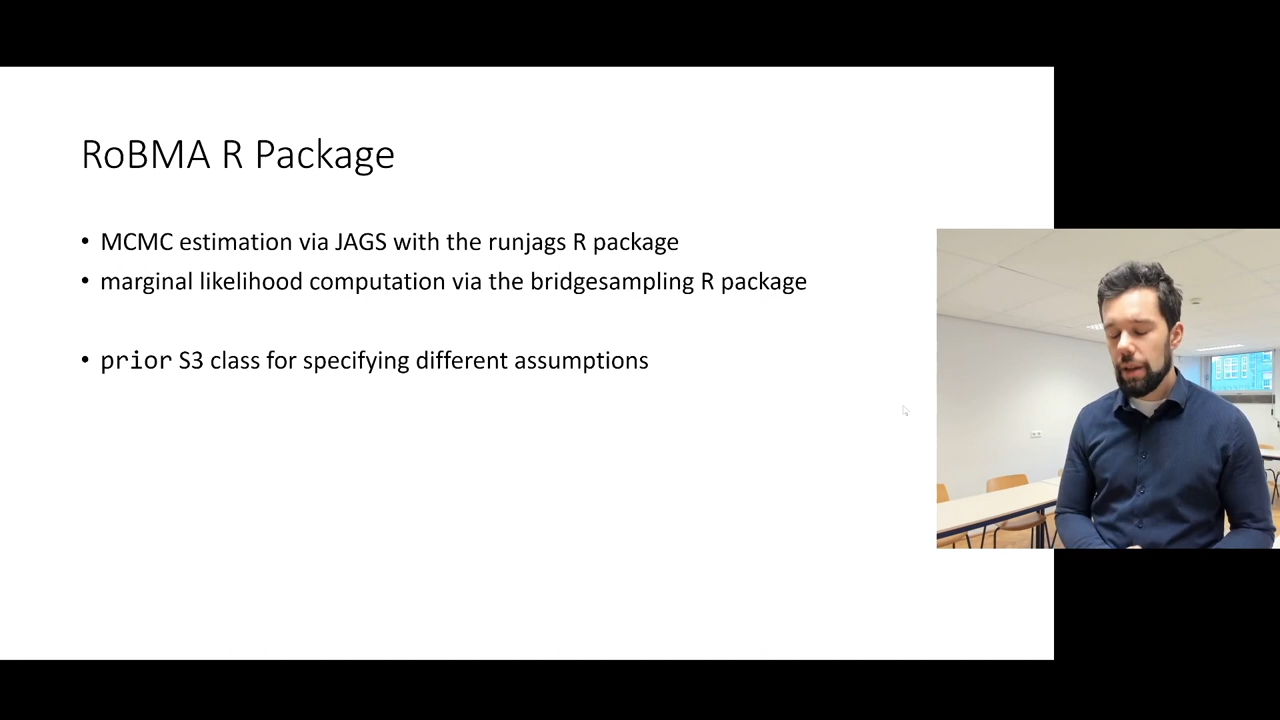 RoBMA R Package
• MCMC estimation via JAGS with the runjags R package
• marginal likelihood computation via the bridgesampling R package
• prior S3 class for specifying different assumptions